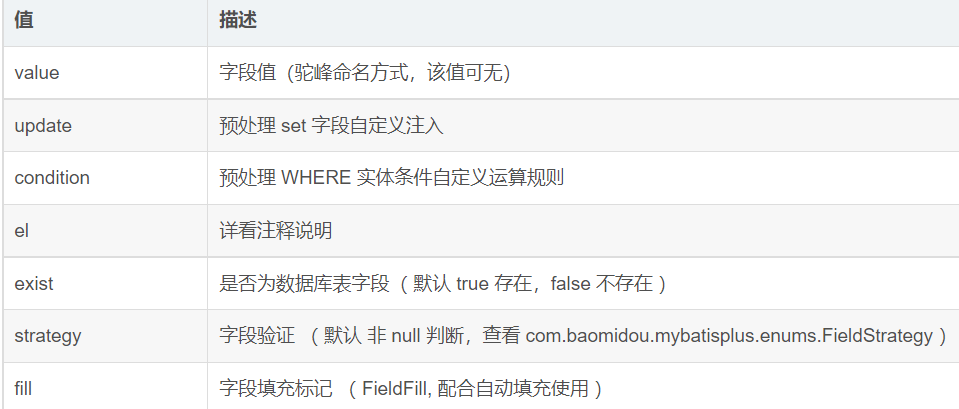 值 描述
value 字段值（驼峰命名方式，该值可无）
update 预处理 set 字段自定义注入
condition 预处理 WHERE 实体条件自定义运算规则
el 详看注释说明
exist 是否为数据库表字段（ 默认 true 存在，false 不存在 ）
strategy 字段验证 （ 默认 非 null 判断，查看 com.baomidou.mybatisplus.enums.FieldStrategy ）
fill 字段填充标记 （ FieldFill, 配合自动填充使用 ）